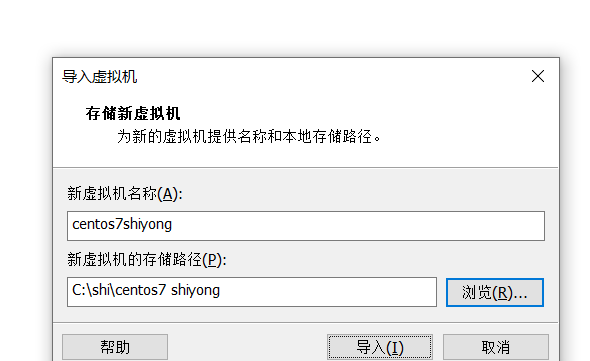 导入虚拟机
存储新虚拟机
为新的虚拟机提供名称和本地存储路径。
新虚拟机名称(A):
centos7shiyong
新虚拟机的存储路径(P):
C:\shi\centos7 shiyong
浏览(R)...
帮助
导入(I)
取消